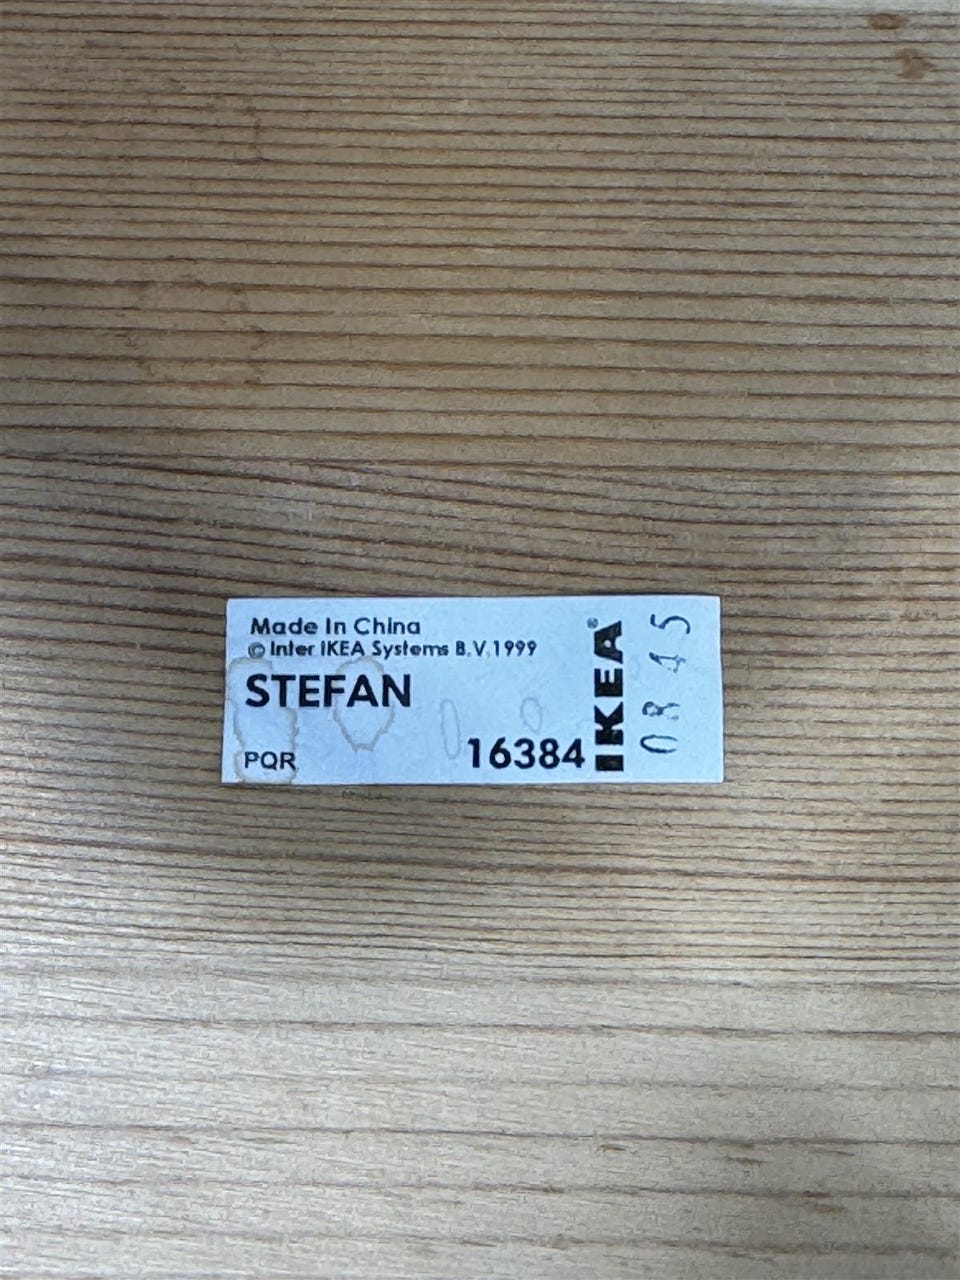 Made In China
© Inter IKEA Systems B.V. 1999
STEFAN
PQR
16384
IKEA®
0845